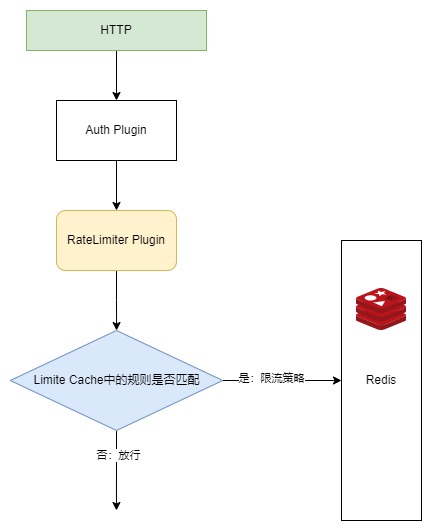 HTTP
Auth Plugin
RateLimiter Plugin
Limite Cache中的规则是否匹配
是：限流策略
Redis
否：放行